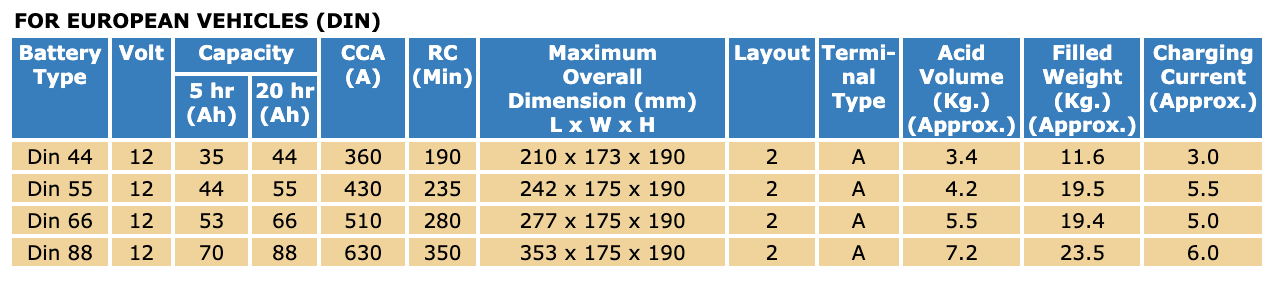 FOR EUROPEAN VEHICLES (DIN)
Battery Type Volt Capacity CCA (A) RC (Min) Maximum Overall Dimension (mm) L x W x H Layout Termi-nal Type Acid Volume (Kg.) (Approx.) Filled Weight (Kg.) (Approx.) Charging Current (Approx.)
5 hr (Ah) 20 hr (Ah)
Din 44 12 35 44 360 190 210 x 173 x 190 2 A 3.4 11.6 3.0
Din 55 12 44 55 430 235 242 x 175 x 190 2 A 4.2 19.5 5.5
Din 66 12 53 66 510 280 277 x 175 x 190 2 A 5.5 19.4 5.0
Din 88 12 70 88 630 350 353 x 175 x 190 2 A 7.2 23.5 6.0